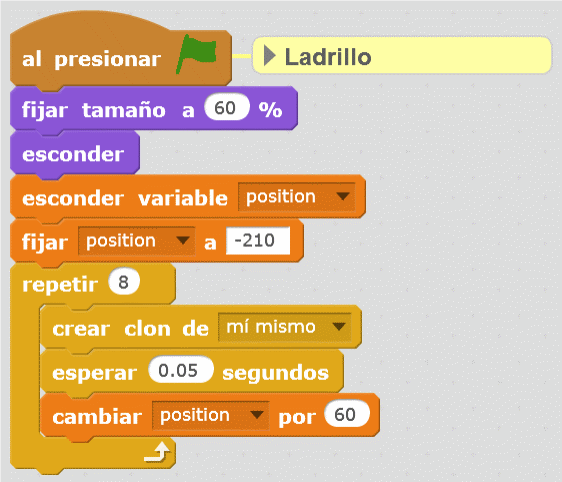 al presionar Ladrillo
fijar tamaño a 60 %
esconder
esconder variable position
fijar position a -210
repetir 8
crear clon de mí mismo
esperar 0.05 segundos
cambiar position por 60